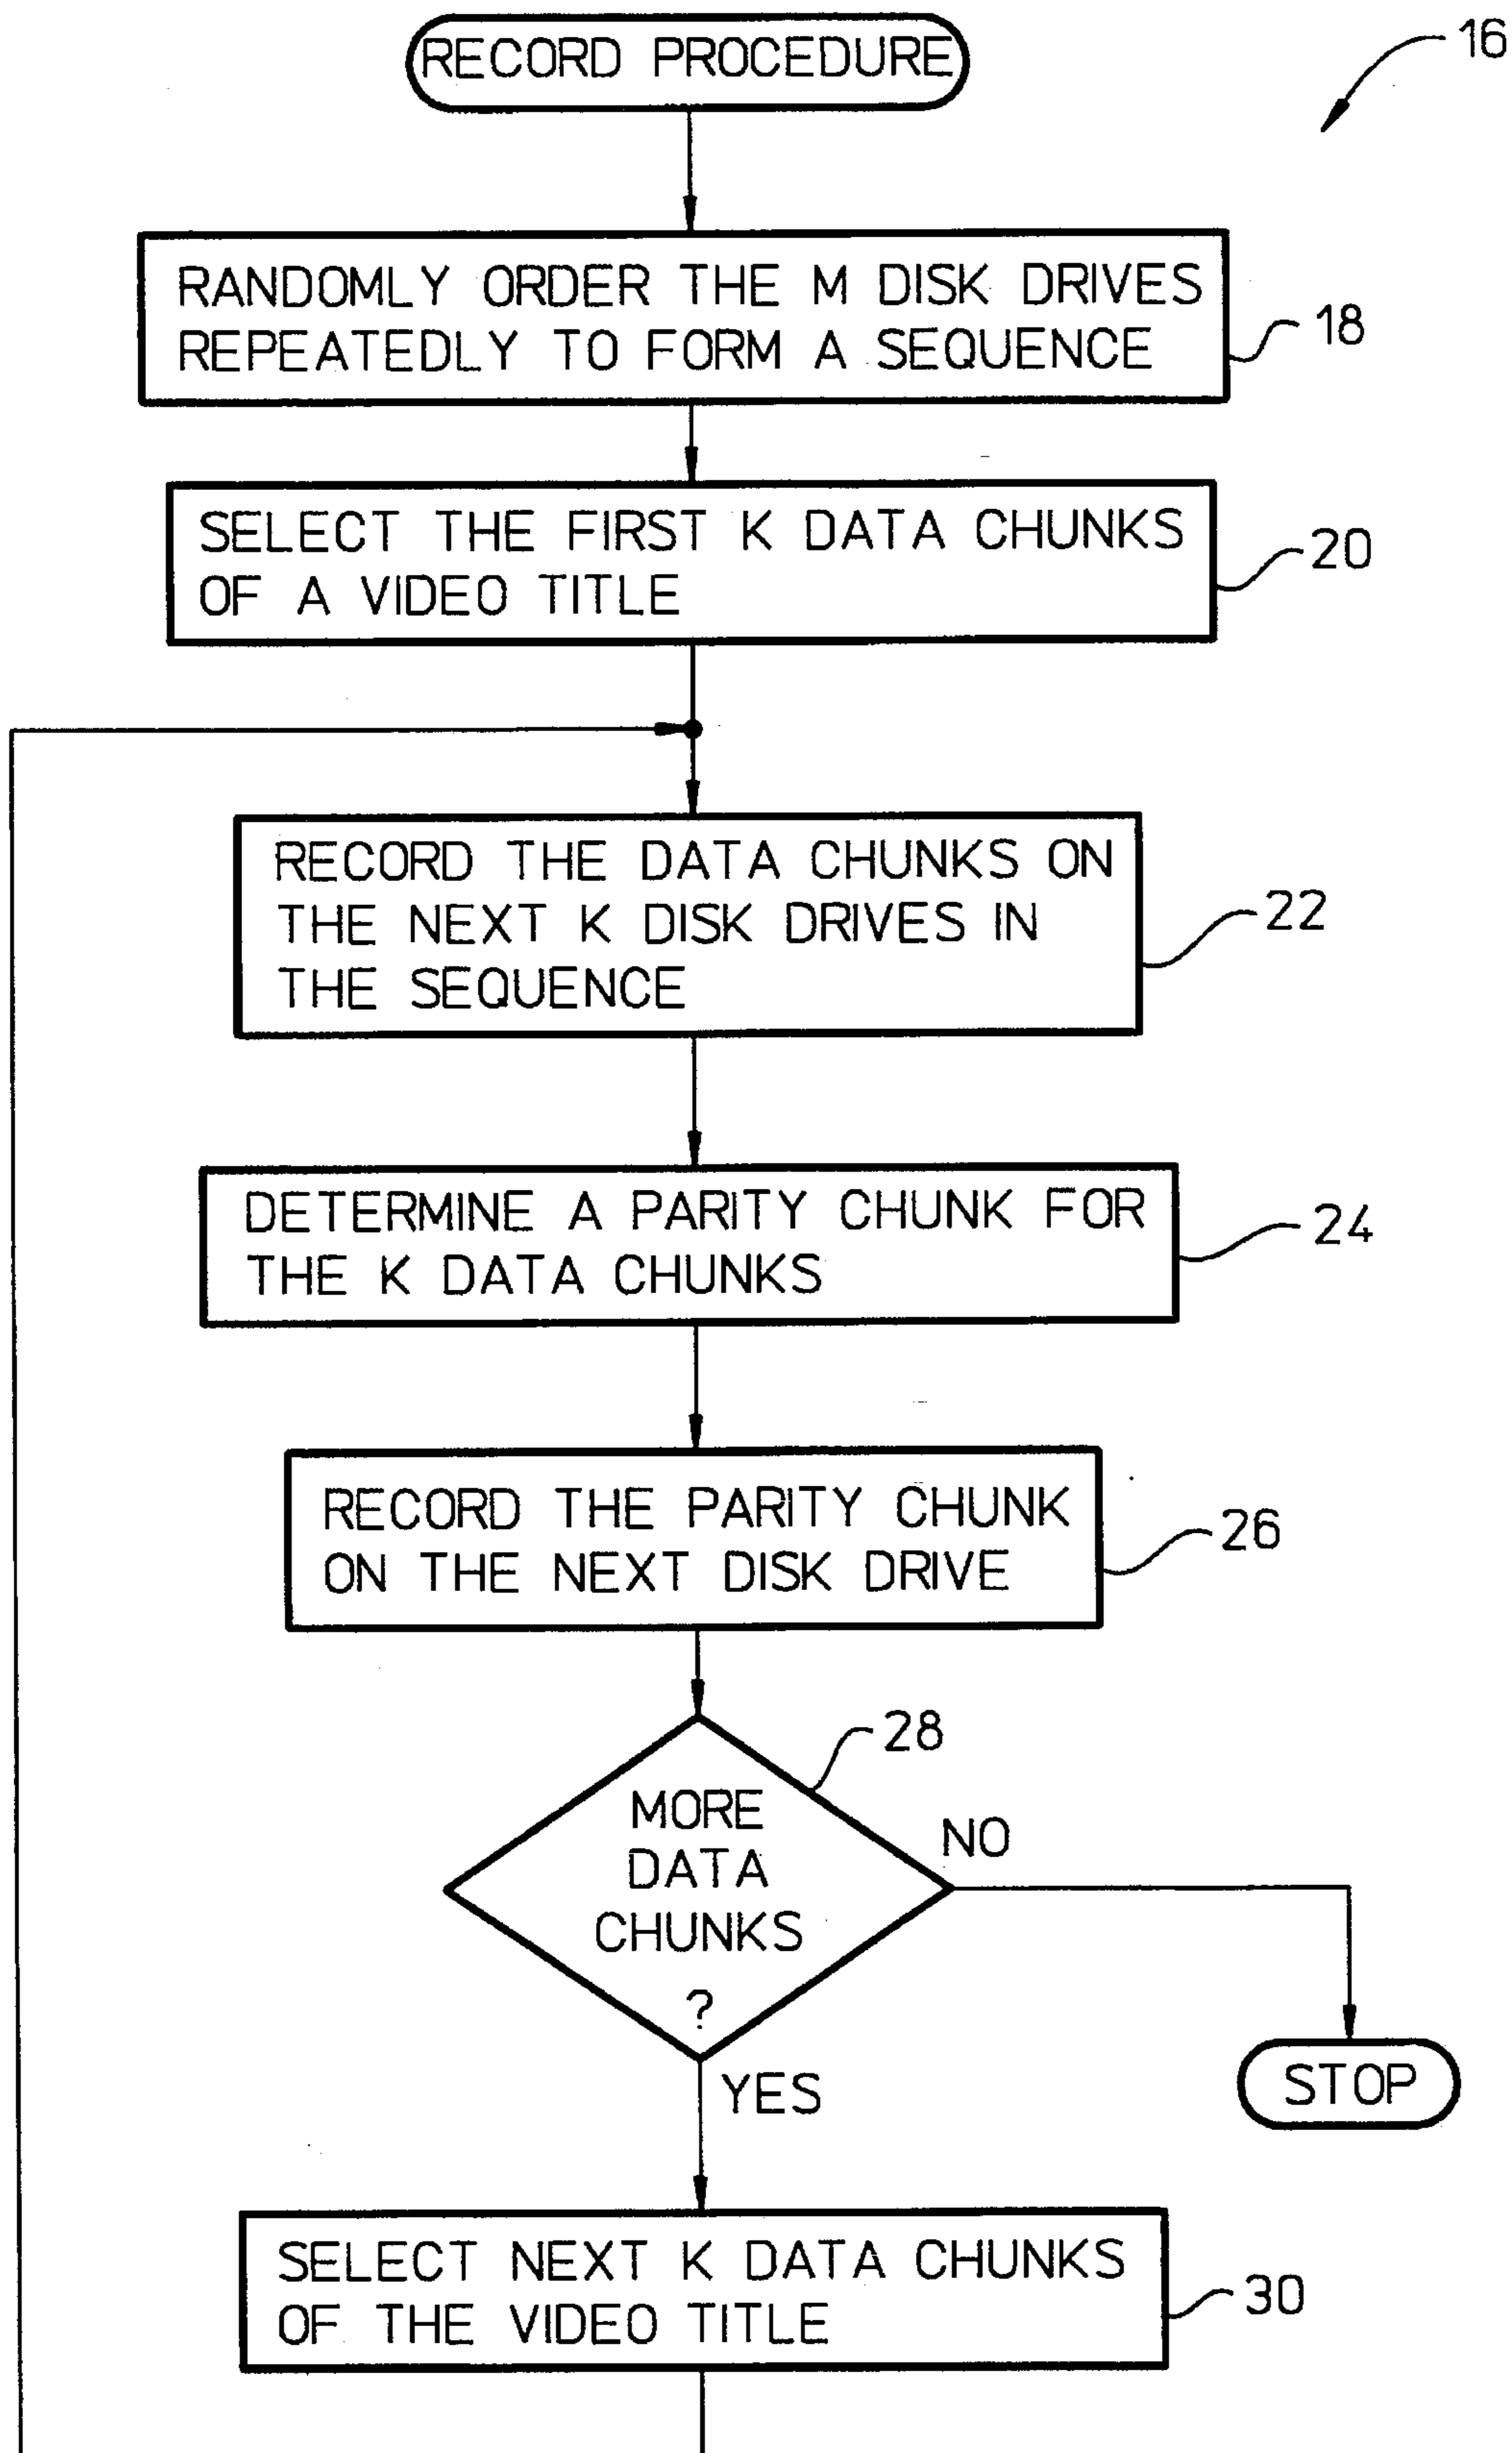 RECORD PROCEDURE
16
RANDOMLY ORDER THE M DISK DRIVES
REPEATEDLY TO FORM A SEQUENCE
18
SELECT THE FIRST K DATA CHUNKS
OF A VIDEO TITLE
20
RECORD THE DATA CHUNKS ON
THE NEXT K DISK DRIVES IN
THE SEQUENCE
22
DETERMINE A PARITY CHUNK FOR
THE K DATA CHUNKS
24
RECORD THE PARITY CHUNK
ON THE NEXT DISK DRIVE
26
28
MORE
DATA
CHUNKS
?
NO
STOP
YES
SELECT NEXT K DATA CHUNKS
OF THE VIDEO TITLE
30